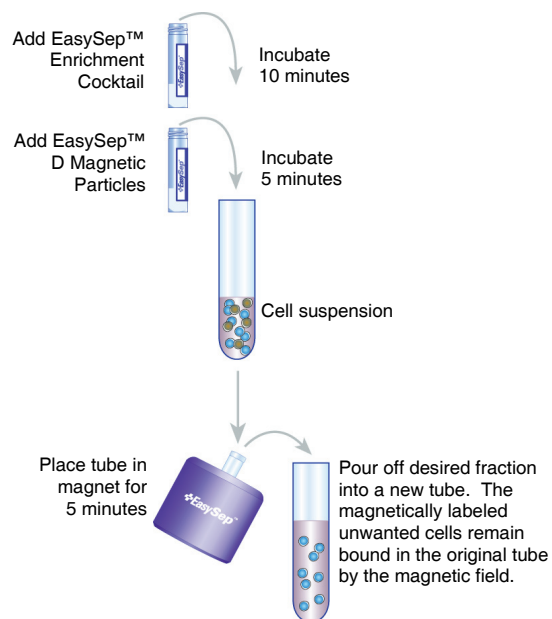 Add EasySep™
Enrichment
Cocktail
Incubate
10 minutes
EasySep
Add EasySep™
D Magnetic
Particles
Incubate
5 minutes
EasySep
Cell suspension
Place tube in
magnet for
5 minutes
EasySep™
Pour off desired fraction
into a new tube.  The
magnetically labeled
unwanted cells remain
bound in the original tube
by the magnetic field.